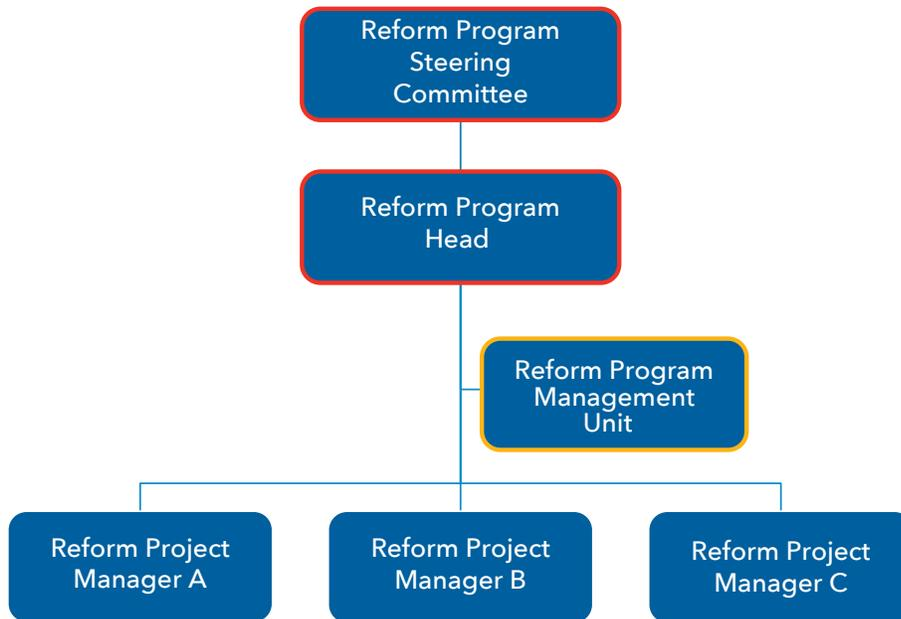 Reform Program
Steering
Committee
Reform Program
Head
Reform Program
Management
Unit
Reform Project
Manager A
Reform Project
Manager B
Reform Project
Manager C